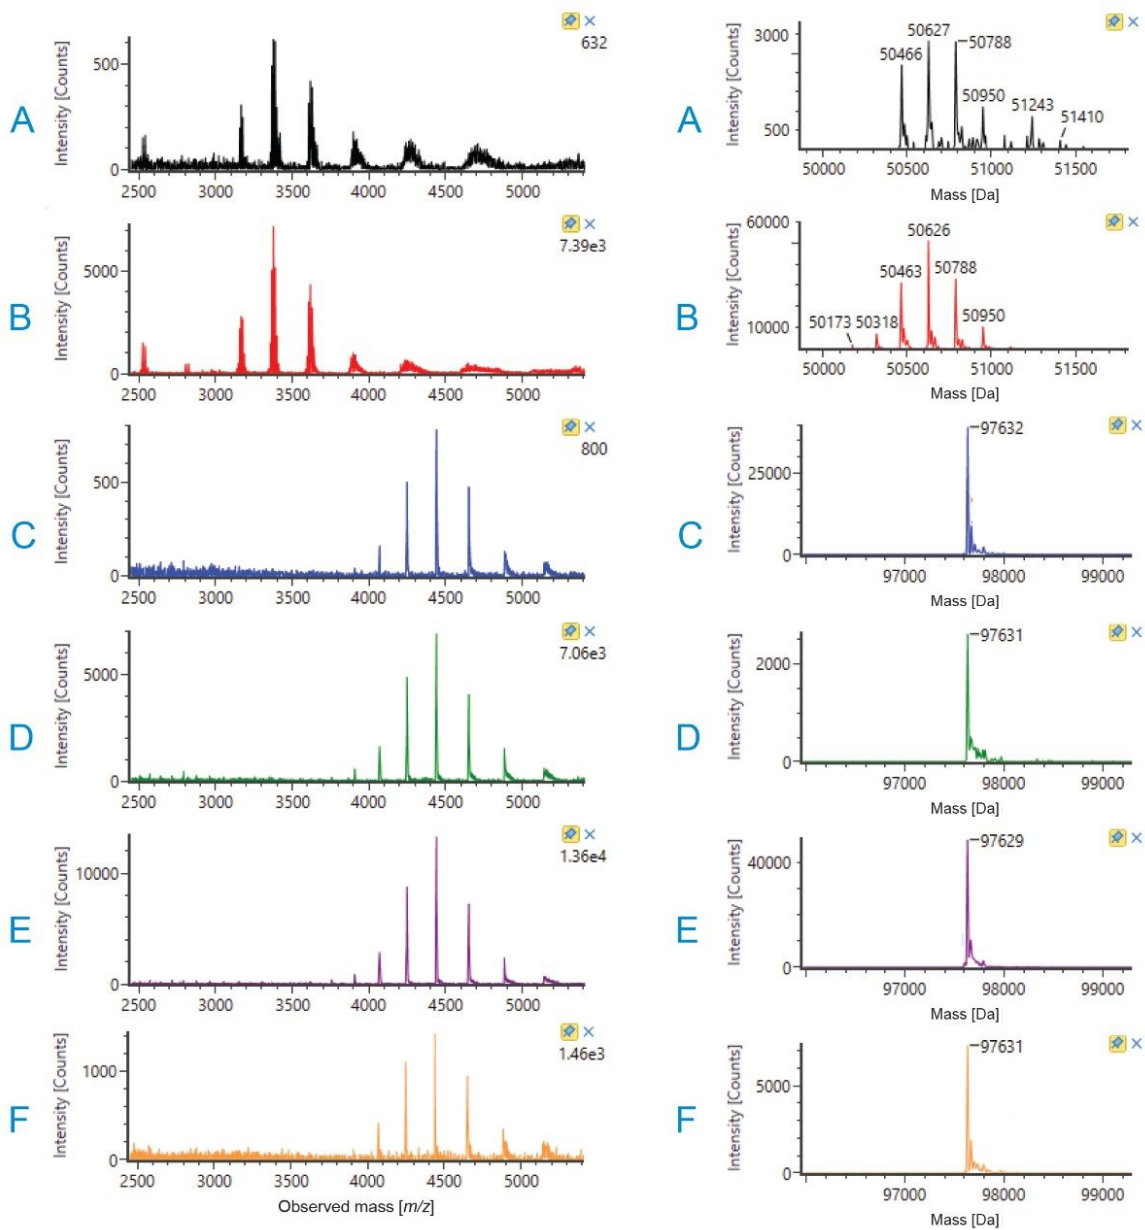 A
Intensity [Counts]
632
500
0
2500 3000 3500 4000 4500 5000
A
Intensity [Counts]
3000
500
50466
50627
50788
50950
51243
51410
50000 50500 51000 51500
Mass [Da]
B
Intensity [Counts]
7.39e3
5000
0
2500 3000 3500 4000 4500 5000
B
Intensity [Counts]
60000
10000
50173
50318
50463
50626
50788
50950
50000 50500 51000 51500
Mass [Da]
C
Intensity [Counts]
800
500
0
2500 3000 3500 4000 4500 5000
C
Intensity [Counts]
25000
0
97632
97000 98000 99000
Mass [Da]
D
Intensity [Counts]
7.06e3
5000
0
2500 3000 3500 4000 4500 5000
D
Intensity [Counts]
2000
0
97631
97000 98000 99000
Mass [Da]
E
Intensity [Counts]
1.36e4
10000
0
2500 3000 3500 4000 4500 5000
E
Intensity [Counts]
40000
0
97629
97000 98000 99000
Mass [Da]
F
Intensity [Counts]
1.46e3
1000
0
2500 3000 3500 4000 4500 5000
Observed mass [m/z]
F
Intensity [Counts]
5000
0
97631
97000 98000 99000
Mass [Da]